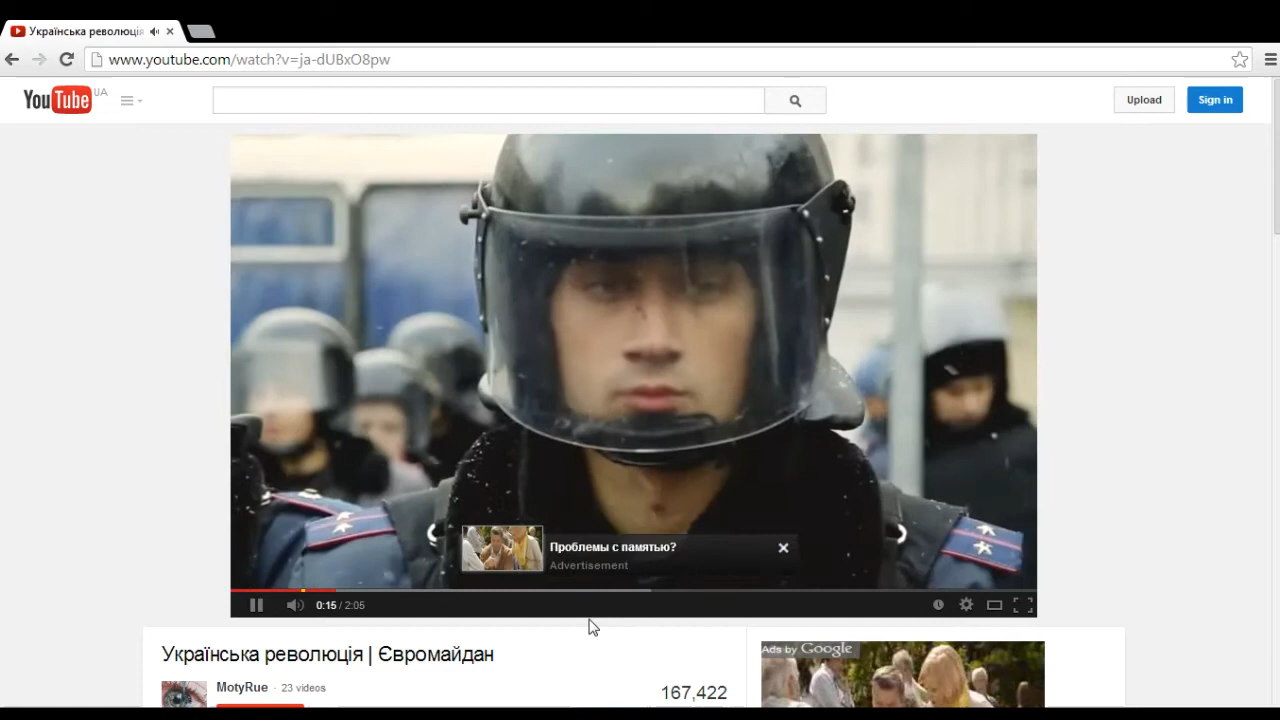 Українська революція
www.youtube.com/watch?v=ja-dUBxO8pw
YouTube UA
Upload
Sign in
Проблемы с памятью?
Advertisement
0:15 / 2:05
Українська революція | Євромайдан
MotyRue · 23 videos
167,422
Ads by Google